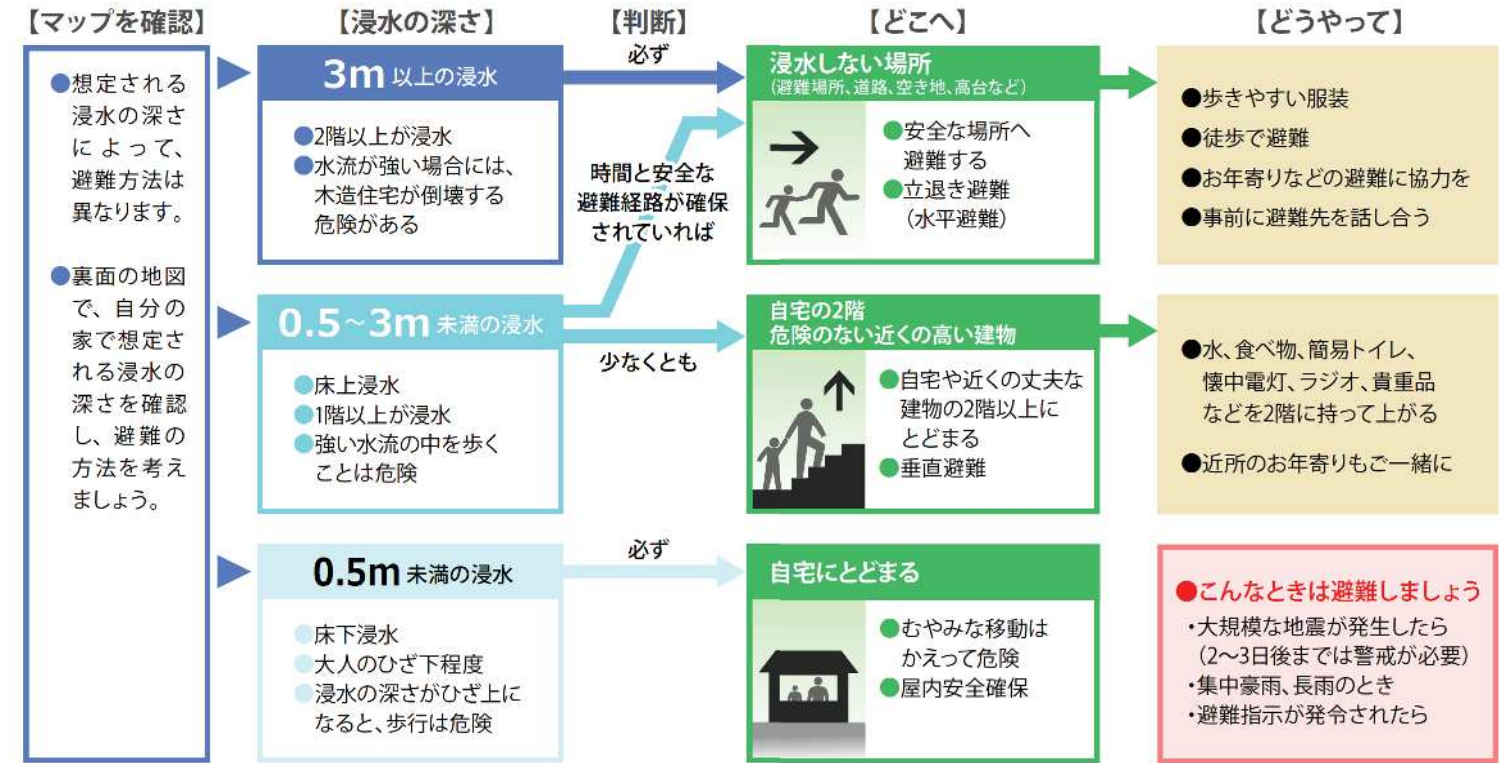 【マップを確認】
●想定される
浸水の深さ
によって、
避難方法は
異なります。
●裏面の地図
で、自分の
家で想定さ
れる浸水の
深さを確認
し、避難の
方法を考え
ましょう。
【浸水の深さ】
3m 以上の浸水
●2階以上が浸水
●水流が強い場合には、
木造住宅が倒壊する
危険がある
0.5～3m 未満の浸水
●床上浸水
●1階以上が浸水
●強い水流の中を歩く
ことは危険
0.5m 未満の浸水
●床下浸水
●大人のひざ下程度
●浸水の深さがひざ上に
なると、歩行は危険
【判断】
必ず
時間と安全な
避難経路が確保
されていれば
少なくとも
必ず
【どこへ】
浸水しない場所
(避難場所、道路、空き地、高台など)
●安全な場所へ
避難する
●立退き避難
(水平避難)
自宅の2階
危険のない近くの高い建物
●自宅や近くの丈夫な
建物の2階以上に
とどまる
●垂直避難
自宅にとどまる
●むやみな移動は
かえって危険
●屋内安全確保
【どうやって】
●歩きやすい服装
●徒歩で避難
●お年寄りなどの避難に協力を
●事前に避難先を話し合う
●水、食べ物、簡易トイレ、
懐中電灯、ラジオ、貴重品
などを2階に持って上がる
●近所のお年寄りもご一緒に
●こんなときは避難しましょう
・大規模な地震が発生したら
(2～3日後までは警戒が必要)
・集中豪雨、長雨のとき
・避難指示が発令されたら